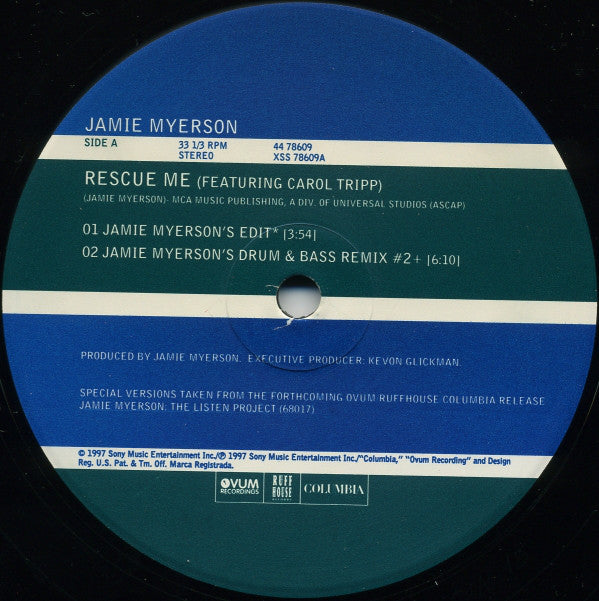 JAMIE MYERSON
SIDE A 33 1/3 RPM 44 78609
STEREO XSS 78609A
RESCUE ME (FEATURING CAROL TRIPP)
(JAMIE MYERSON)- MCA MUSIC PUBLISHING, A DIV. OF UNIVERSAL STUDIOS (ASCAP)
01 JAMIE MYERSON'S EDIT* |3:54|
02 JAMIE MYERSON'S DRUM & BASS REMIX #2+ |6:10|
PRODUCED BY JAMIE MYERSON. EXECUTIVE PRODUCER: KEVON GLICKMAN.
SPECIAL VERSIONS TAKEN FROM THE FORTHCOMING OVUM RUFFHOUSE COLUMBIA RELEASE
JAMIE MYERSON: THE LISTEN PROJECT (68017)
© 1997 Sony Music Entertainment Inc./℗ 1997 Sony Music Entertainment Inc./"Columbia," "Ovum Recording" and Design
Reg. U.S. Pat. & Tm. Off. Marca Registrada.
OVUM RECORDINGS
RUFF HOUSE RECORDS
COLUMBIA